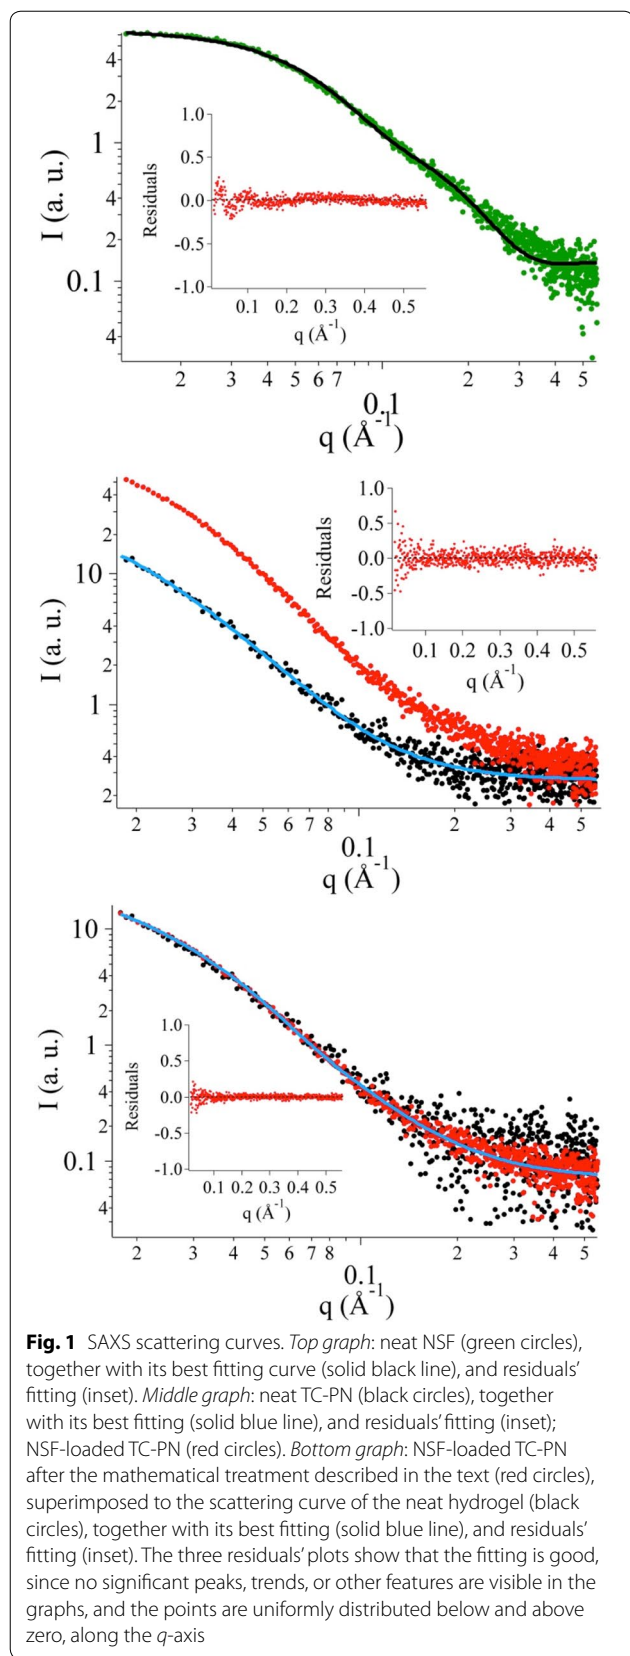 4
2
1
4
2
0.1
4
I (a. u.)
1.0
0.5
0.0
-0.5
-1.0
Residuals
0.1 0.2 0.3 0.4 0.5
q (Å-1)
2 3 4 5 6 7 2 3 4 5
0.1
q (Å-1)
4
2
10
4
2
1
4
2
I (a. u.)
1.0
0.5
0.0
-0.5
-1.0
Residuals
0.1 0.2 0.3 0.4 0.5
q (Å-1)
2 3 4 5 6 7 8 2 3 4 5
0.1
q (Å-1)
10
4
2
1
4
2
0.1
4
I (a. u.)
1.0
0.5
0.0
-0.5
-1.0
Residuals
0.1 0.2 0.3 0.4 0.5
q (Å-1)
2 3 4 5 6 7 8 2 3 4 5
0.1
q (Å-1)
Fig. 1 SAXS scattering curves. Top graph: neat NSF (green circles),
together with its best fitting curve (solid black line), and residuals’
fitting (inset). Middle graph: neat TC-PN (black circles), together
with its best fitting (solid blue line), and residuals’ fitting (inset);
NSF-loaded TC-PN (red circles). Bottom graph: NSF-loaded TC-PN
after the mathematical treatment described in the text (red circles),
superimposed to the scattering curve of the neat hydrogel (black
circles), together with its best fitting (solid blue line), and residuals’
fitting (inset). The three residuals’ plots show that the fitting is good,
since no significant peaks, trends, or other features are visible in the
graphs, and the points are uniformly distributed below and above
zero, along the q-axis